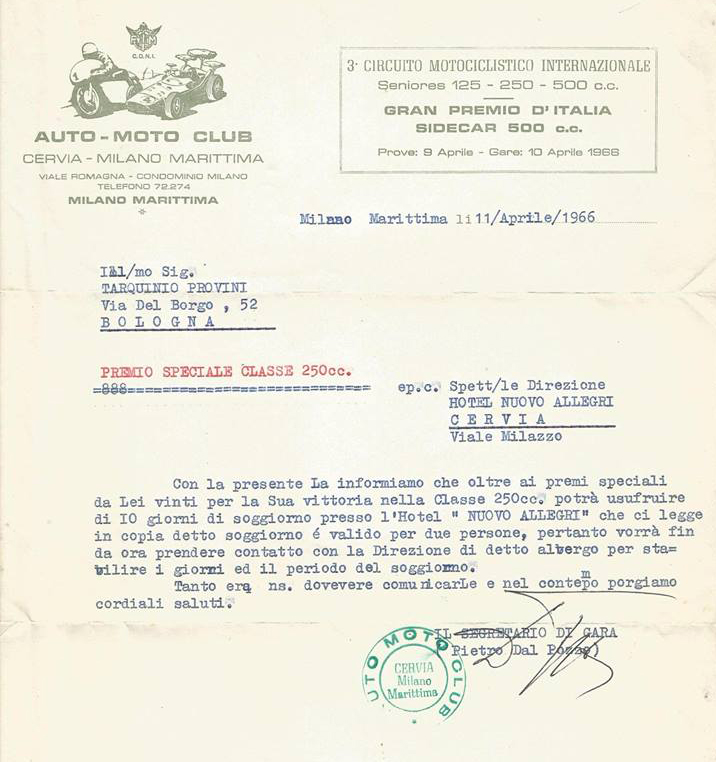 F.M.I.
C.O.N.I.
1
AUTO-MOTO CLUB
CERVIA - MILANO MARITTIMA
VIALE ROMAGNA - CONDOMINIO MILANO
TELEFONO 72.274
MILANO MARITTIMA
*
3° CIRCUITO MOTOCICLISTICO INTERNAZIONALE
Seniores 125 - 250 - 500 c.c.
GRAN PREMIO D'ITALIA
SIDECAR 500 c.c.
Prove: 9 Aprile - Gare: 10 Aprile 1966
Milano Marittima li 11/Aprile/1966
Ill/mo Sig.
TARQUINIO PROVINI
Via Del Borgo , 52
BOLOGNA
PREMIO SPECIALE CLASSE 250cc.
=888==============================
ep.c. Spett/le Direzione
HOTEL NUOVO ALLEGRI
CERVIA
Viale Milazzo
Con la presente La informiamo che oltre ai premi speciali
da Lei vinti per la Sua vittoria nella Classe 250cc. potrà usufruire
di IO giorni di soggiorno presso l'Hotel " NUOVO ALLEGRI" che ci legge
in copia detto soggiorno é valido per due persone, pertanto vorrà fin
da ora prendere contatto con la Direzione di detto albergo per sta=
bilire i giorni ed il periodo del soggiorno.
Tanto era ns. dovevere comunicarLe e nel contempo porgiamo
cordiali saluti.
IL SEGRETARIO DI GARA
(Pietro Dal Pozzo)
AUTO MOTO CLUB
CERVIA
Milano
Marittima
*